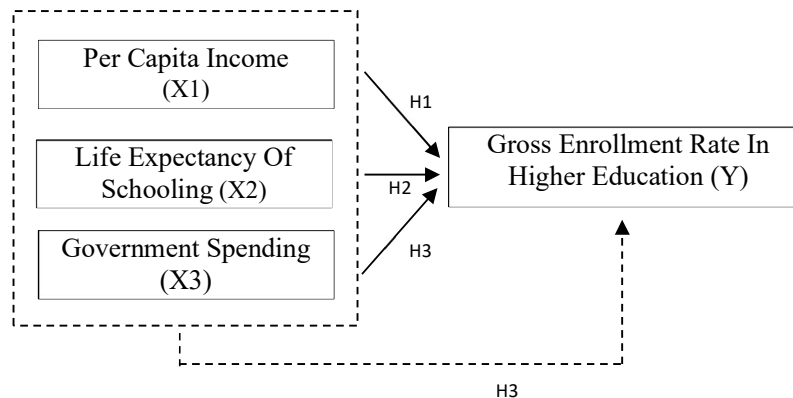 Per Capita Income
(X1)
H1
Gross Enrollment Rate In
Higher Education (Y)
Life Expectancy Of
Schooling (X2)
H2
Government Spending
(X3)
H3
H3